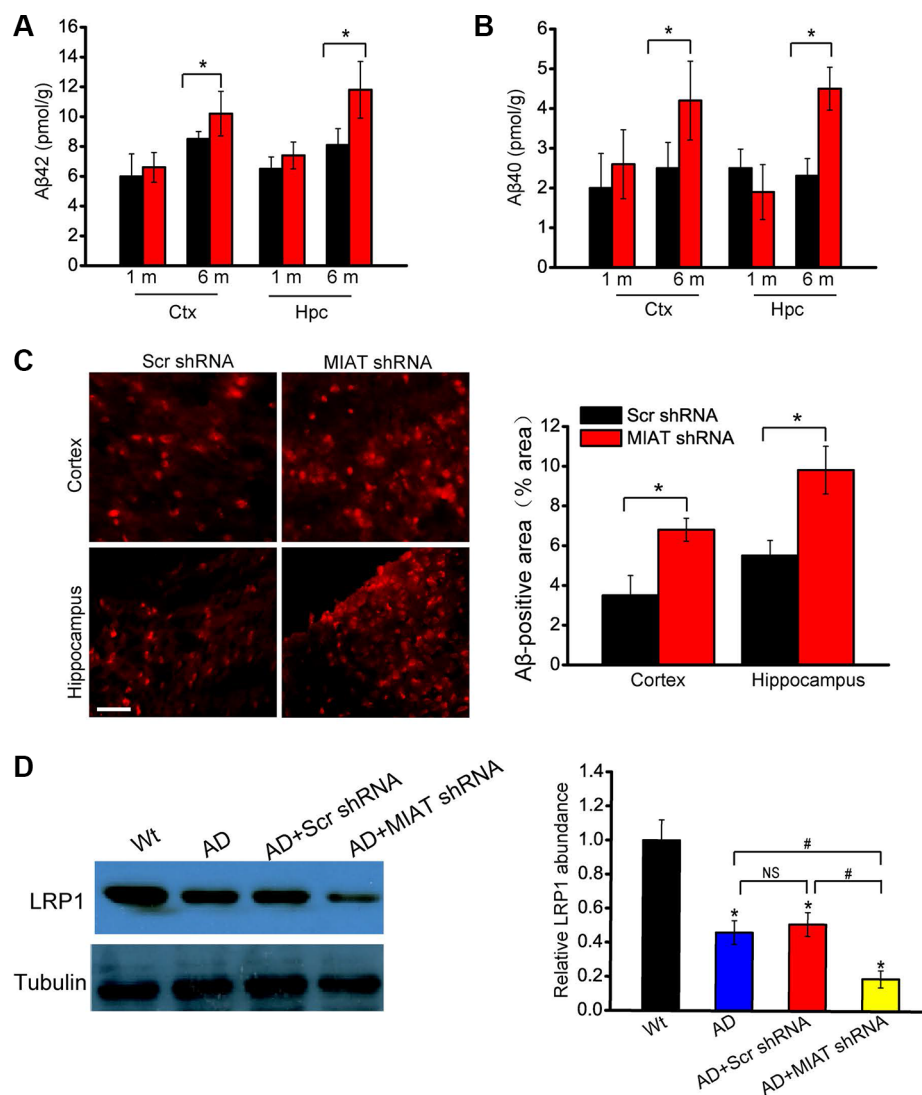 A
Aβ42 (pmol/g)
16
14
12
10
8
6
4
2
0
*
*
1 m
6 m
1 m
6 m
Ctx
Hpc
B
Aβ40 (pmol/g)
6
5
4
3
2
1
0
*
*
1 m
6 m
1 m
6 m
Ctx
Hpc
C
Scr shRNA
MIAT shRNA
Cortex
Hippocampus
Aβ-positive area (% area)
12
10
8
6
4
2
0
Scr shRNA
MIAT shRNA
*
*
Cortex
Hippocampus
D
Wt
AD
AD+Scr shRNA
AD+MIAT shRNA
LRP1
Tubulin
Relative LRP1 abundance
1.4
1.2
1.0
0.8
0.6
0.4
0.2
0.0
#
NS
#
*
*
*
Wt
AD
AD+Scr shRNA
AD+MIAT shRNA